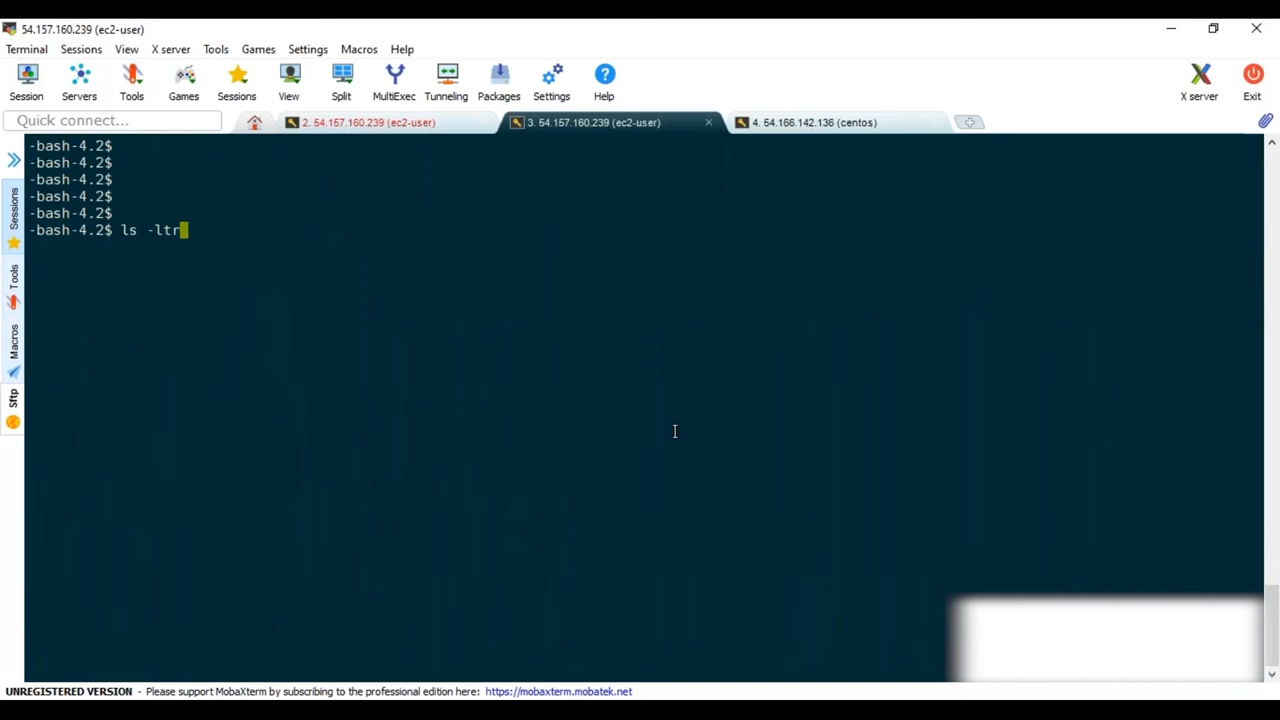 54.157.160.239 (ec2-user)
Terminal Sessions View X server Tools Games Settings Macros Help
Session Servers Tools Games Sessions View Split MultiExec Tunneling Packages Settings Help X server Exit
Quick connect... 2. 54.157.160.239 (ec2-user) 3. 54.157.160.239 (ec2-user) 4. 54.166.142.136 (centos)
-bash-4.2$
-bash-4.2$
-bash-4.2$
-bash-4.2$
-bash-4.2$
-bash-4.2$ ls -ltr
Sessions
Tools
Macros
Sftp
UNREGISTERED VERSION - Please support MobaXterm by subscribing to the professional edition here: https://mobaxterm.mobatek.net